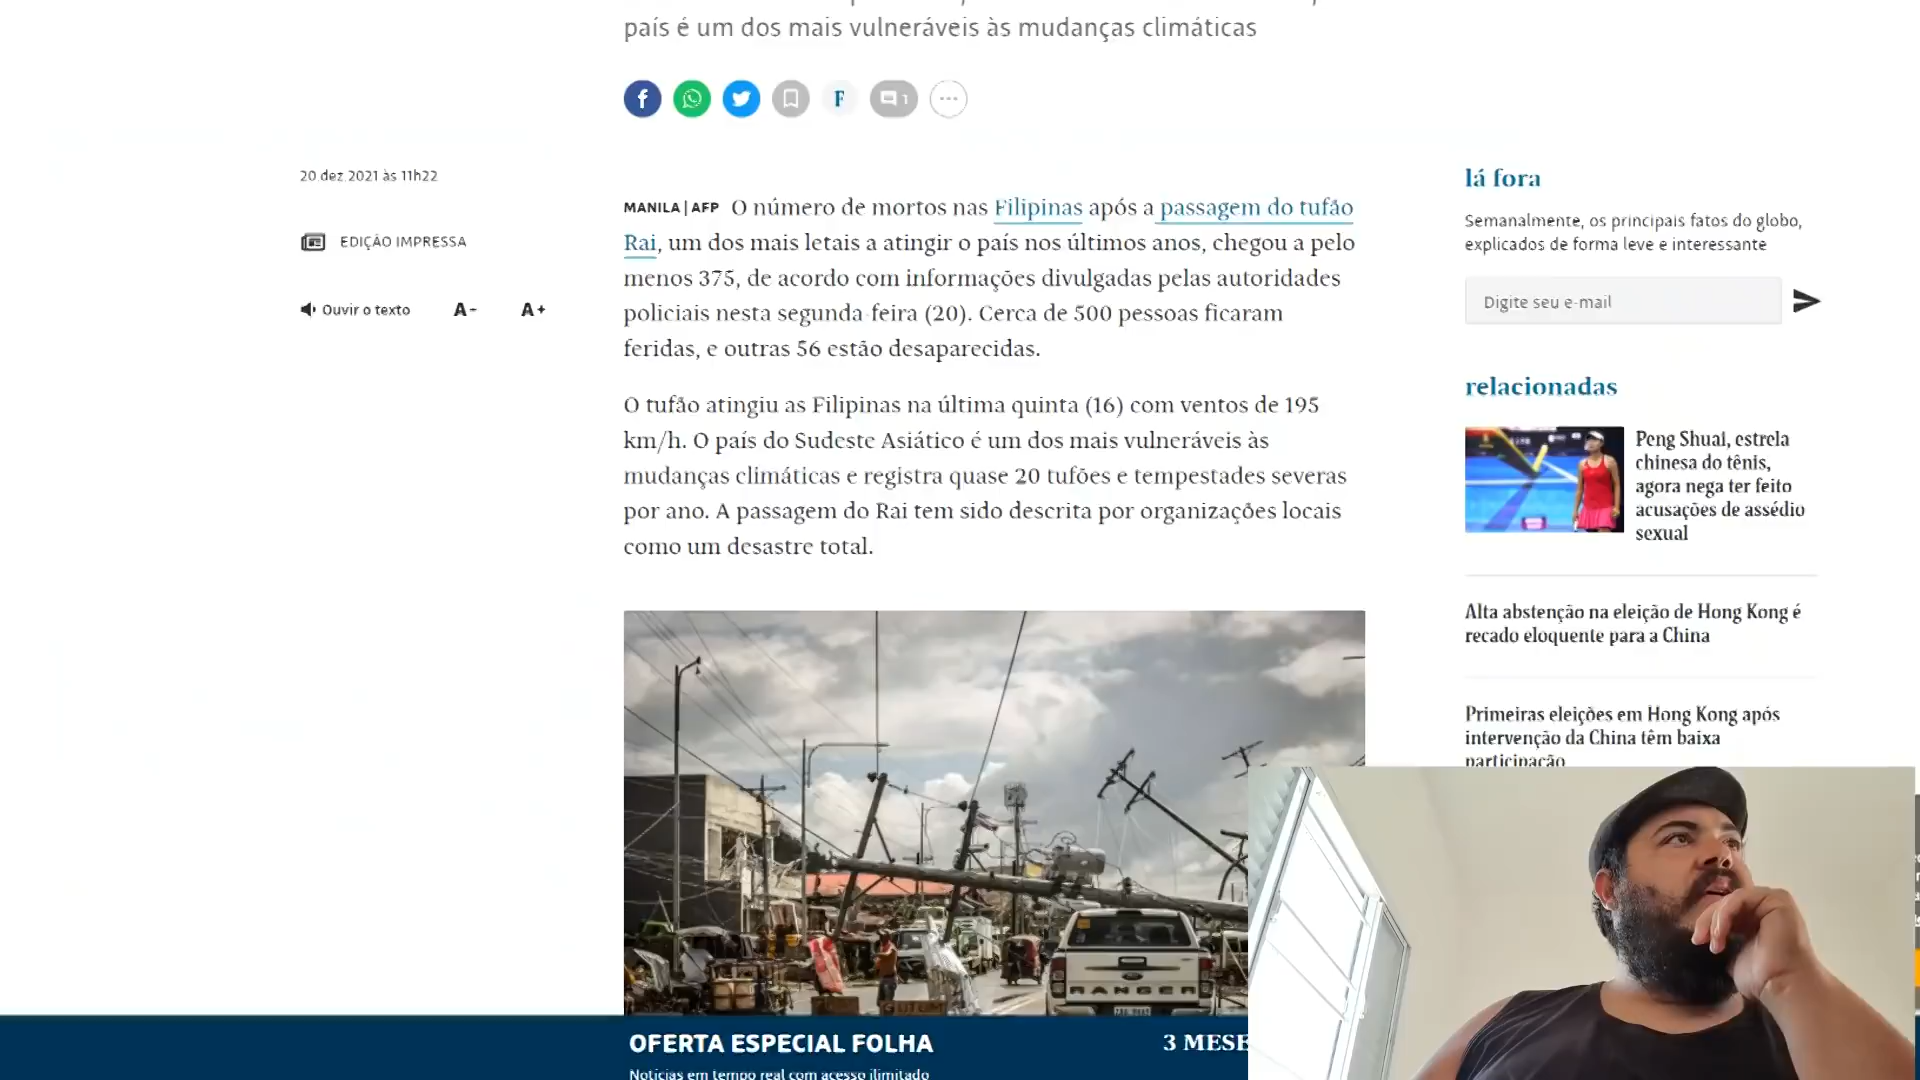 país é um dos mais vulneráveis às mudanças climáticas
f
F
1
20 dez 2021 às 11h22
EDIÇÃO IMPRESSA
Ouvir o texto A- A+
MANILA | AFP O número de mortos nas Filipinas após a passagem do tufão
Rai, um dos mais letais a atingir o país nos últimos anos, chegou a pelo
menos 375, de acordo com informações divulgadas pelas autoridades
policiais nesta segunda-feira (20). Cerca de 500 pessoas ficaram
feridas, e outras 56 estão desaparecidas.
O tufão atingiu as Filipinas na última quinta (16) com ventos de 195
km/h. O país do Sudeste Asiático é um dos mais vulneráveis às
mudanças climáticas e registra quase 20 tufões e tempestades severas
por ano. A passagem do Rai tem sido descrita por organizações locais
como um desastre total.
lá fora
Semanalmente, os principais fatos do globo,
explicados de forma leve e interessante
Digite seu e-mail
relacionadas
Peng Shuai, estrela
chinesa do tênis,
agora nega ter feito
acusações de assédio
sexual
Alta abstenção na eleição de Hong Kong é
recado eloquente para a China
Primeiras eleições em Hong Kong após
intervenção da China têm baixa
participação
RANGER
OFERTA ESPECIAL FOLHA
3 MESE
Notícias em tempo real com acesso ilimitado